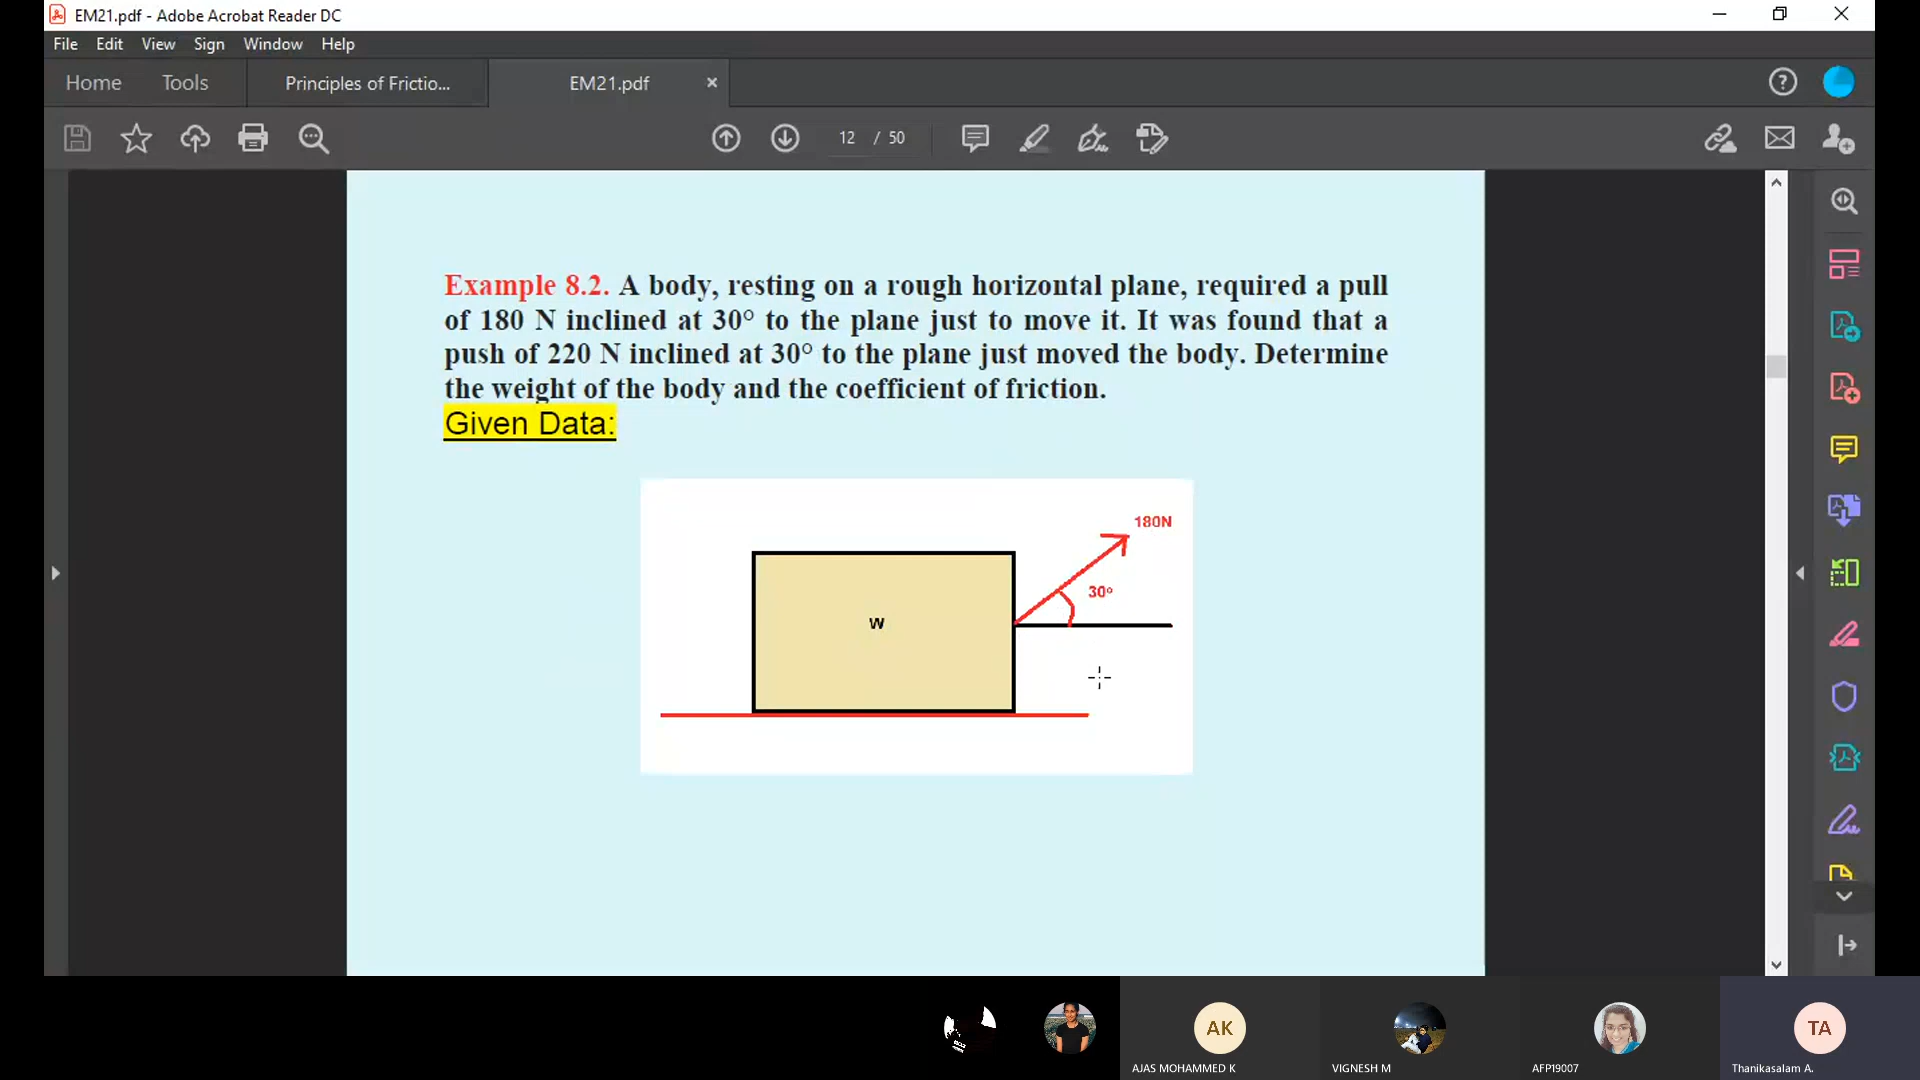 EM21.pdf - Adobe Acrobat Reader DC
File Edit View Sign Window Help
Home Tools Principles of Frictio... EM21.pdf
12 / 50
Example 8.2. A body, resting on a rough horizontal plane, required a pull
of 180 N inclined at 30° to the plane just to move it. It was found that a
push of 220 N inclined at 30° to the plane just moved the body. Determine
the weight of the body and the coefficient of friction.
Given Data:
180N
30°
W
AK
TA
AJAS MOHAMMED K
VIGNESH M
AFP19007
Thanikasalam A.